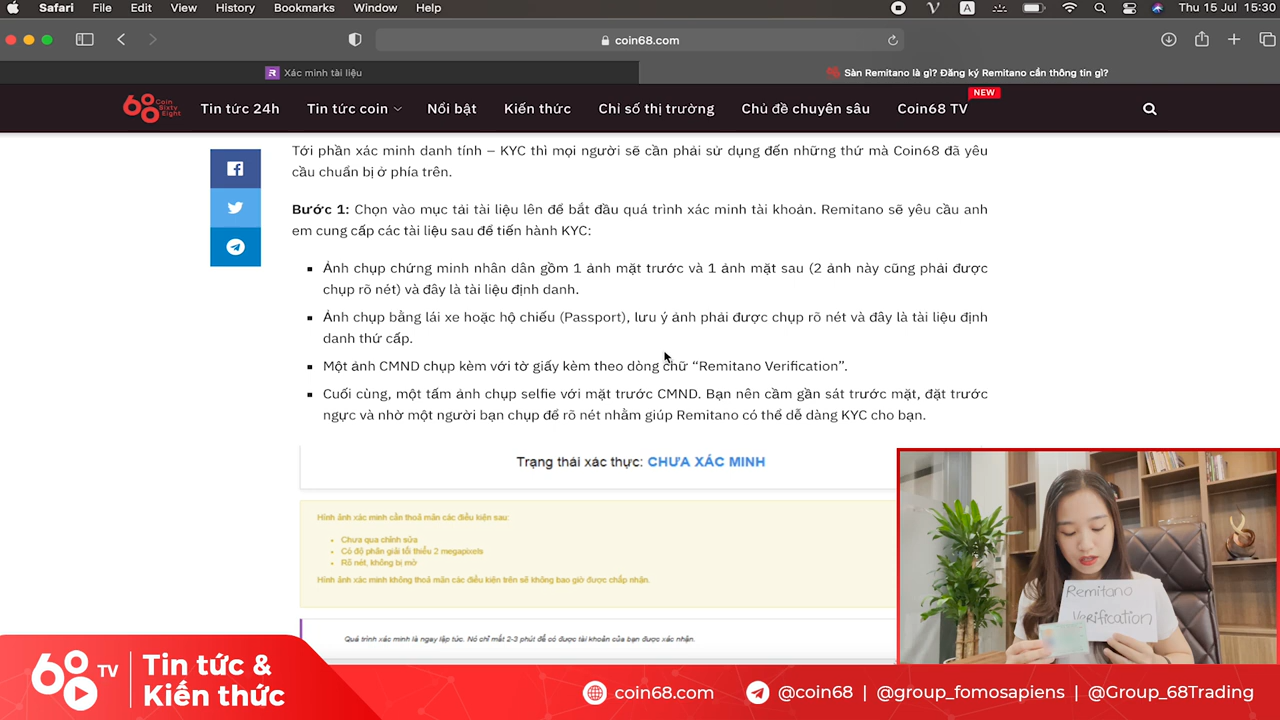 Safari File Edit View History Bookmarks Window Help
A
Thu 15 Jul 15:30
coin68.com
R Xác minh tài liệu
Sàn Remitano là gì? Đăng ký Remitano cần thông tin gì?
68 Coin Sixty Eight
Tin tức 24h Tin tức coin Nổi bật Kiến thức Chỉ số thị trường Chủ đề chuyên sâu Coin68 TV NEW
Tới phần xác minh danh tính – KYC thì mọi người sẽ cần phải sử dụng đến những thứ mà Coin68 đã yêu
cầu chuẩn bị ở phía trên.
Bước 1: Chọn vào mục tải tài liệu lên để bắt đầu quá trình xác minh tài khoản. Remitano sẽ yêu cầu anh
em cung cấp các tài liệu sau để tiến hành KYC:
Ảnh chụp chứng minh nhân dân gồm 1 ảnh mặt trước và 1 ảnh mặt sau (2 ảnh này cũng phải được
chụp rõ nét) và đây là tài liệu định danh.
Ảnh chụp bằng lái xe hoặc hộ chiếu (Passport), lưu ý ảnh phải được chụp rõ nét và đây là tài liệu định
danh thứ cấp.
Một ảnh CMND chụp kèm với tờ giấy kèm theo dòng chữ “Remitano Verification”.
Cuối cùng, một tấm ảnh chụp selfie với mặt trước CMND. Bạn nên cầm gần sát trước mặt, đặt trước
ngực và nhờ một người bạn chụp để rõ nét nhằm giúp Remitano có thể dễ dàng KYC cho bạn.
Trạng thái xác thực: CHƯA XÁC MINH
Hình ảnh xác minh cần thoả mãn các điều kiện sau:
Chưa qua chỉnh sửa
Có độ phân giải tối thiểu 2 megapixels
Rõ nét, không bị mờ
Hình ảnh xác minh không thoả mãn các điều kiện trên sẽ không bao giờ được chấp nhận.
Quá trình xác minh là ngay lập tức. Nó chỉ mất 2-3 phút để có được tài khoản của bạn được xác nhận.
Remitano
Verification
68 TV
Tin tức &
Kiến thức
coin68.com @coin68 | @group_fomosapiens | @Group_68Trading